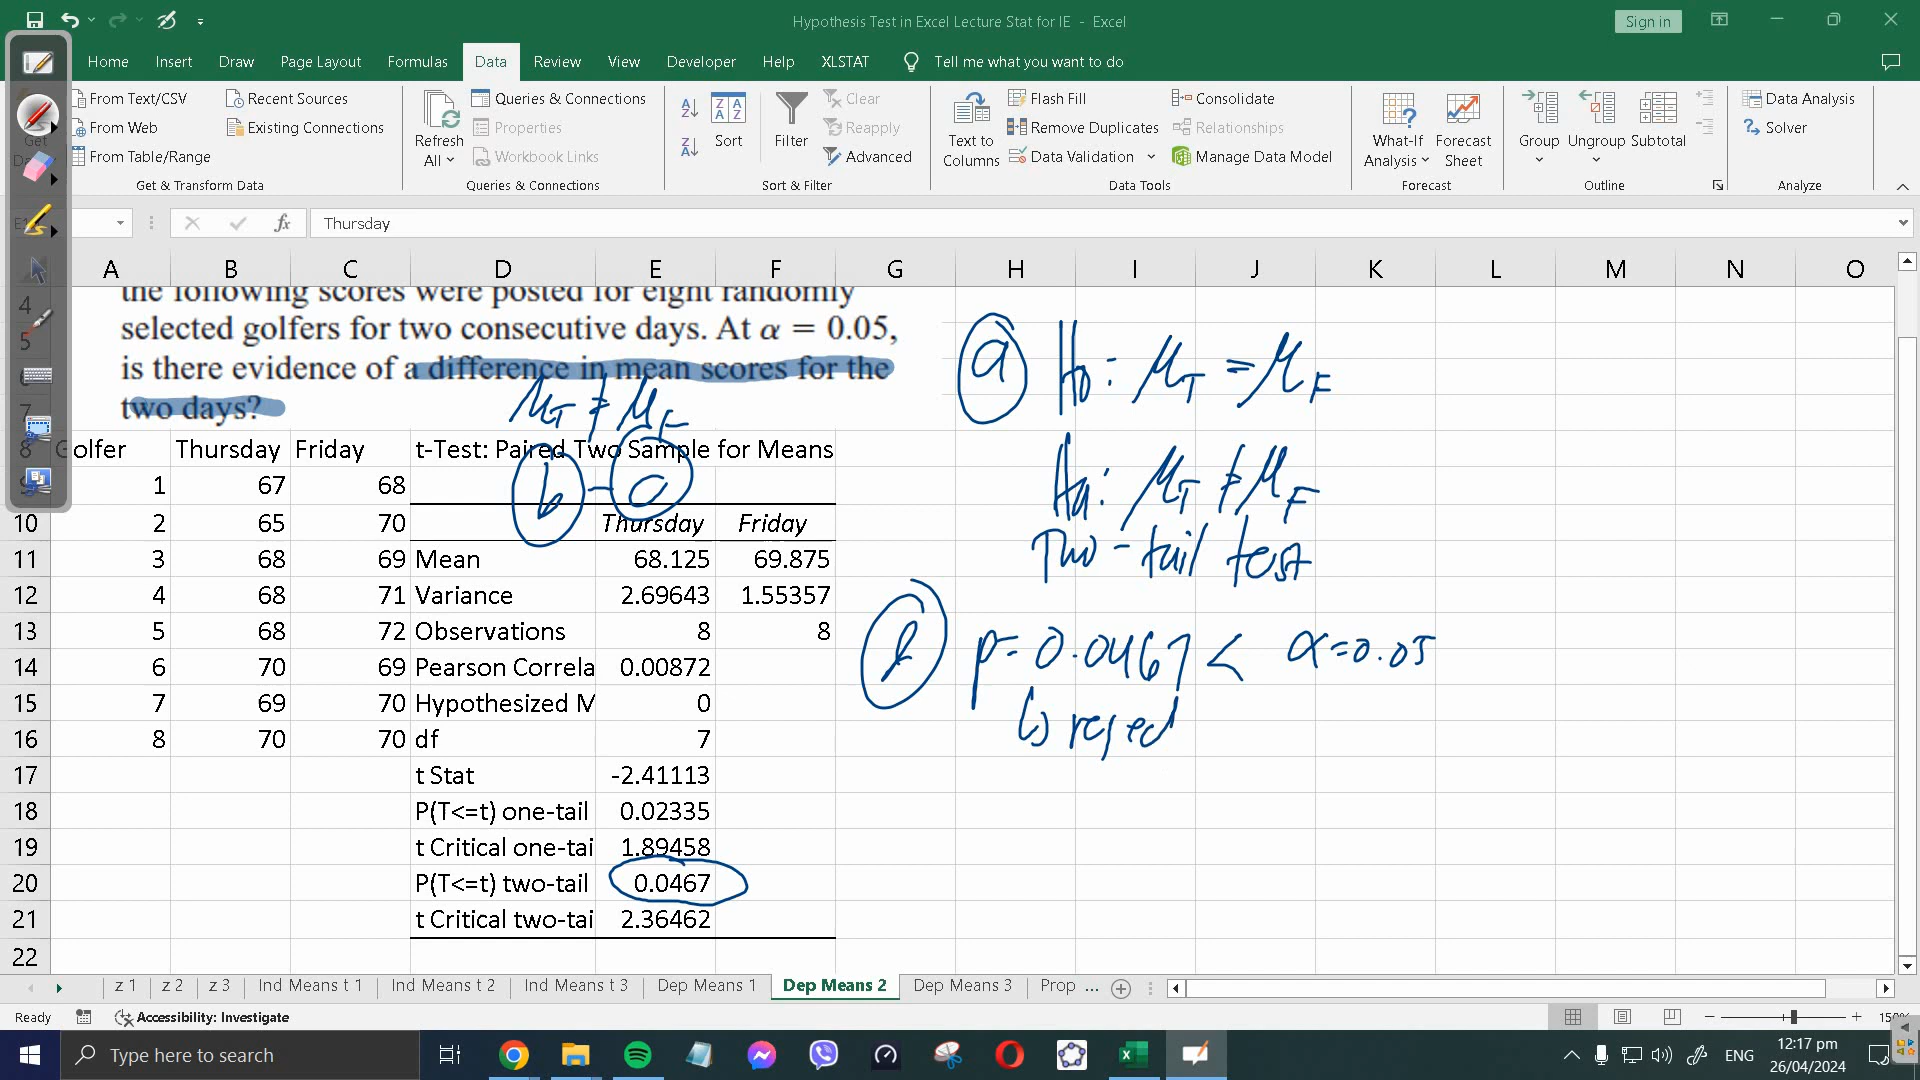 Hypothesis Test in Excel Lecture Stat for IE - Excel
Sign in
Home Insert Draw Page Layout Formulas Data Review View Developer Help XLSTAT Tell me what you want to do
From Text/CSV
From Web
From Table/Range
Recent Sources
Existing Connections
Get & Transform Data
Refresh All
Queries & Connections
Properties
Workbook Links
Queries & Connections
Sort
Filter
Clear
Reapply
Advanced
Sort & Filter
Text to Columns
Flash Fill
Remove Duplicates
Data Validation
Consolidate
Relationships
Manage Data Model
Data Tools
What-If Analysis
Forecast Sheet
Forecast
Group
Ungroup
Subtotal
Outline
Data Analysis
Solver
Analyze
Thursday
A B C D E F G H I J K L M N O
the following scores were posted for eight randomly
selected golfers for two consecutive days. At α = 0.05,
is there evidence of a difference in mean scores for the
two days?
μT ≠ μF
a H0: μT = μF
Ha: μT ≠ μF
Two-tail test
b - c
8 Golfer Thursday Friday t-Test: Paired Two Sample for Means
1 67 68
10 2 65 70 Thursday Friday
11 3 68 69 Mean 68.125 69.875
12 4 68 71 Variance 2.69643 1.55357
13 5 68 72 Observations 8 8
14 6 70 69 Pearson Correla 0.00872
15 7 69 70 Hypothesized M 0
16 8 70 70 df 7
17 t Stat -2.41113
18 P(T<=t) one-tail 0.02335
19 t Critical one-tai 1.89458
20 P(T<=t) two-tail 0.0467
21 t Critical two-tai 2.36462
22
p = 0.0467 < α = 0.05
z 1 z 2 z 3 Ind Means t 1 Ind Means t 2 Ind Means t 3 Dep Means 1 Dep Means 2 Dep Means 3 Prop ...
Ready Accessibility: Investigate
Type here to search
ENG
12:17 pm
26/04/2024